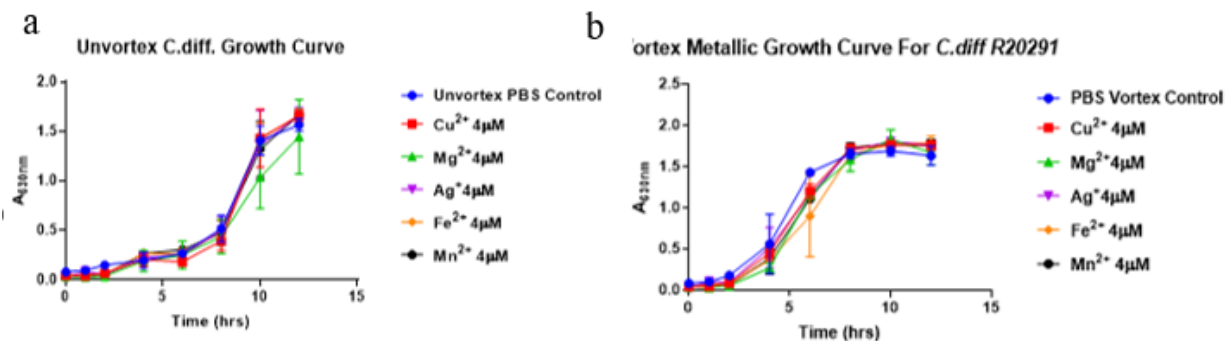 a
Unvortex C.diff. Growth Curve
2.0
1.5
1.0
0.5
0.0
A630nm
0
5
10
15
Time (hrs)
Unvortex PBS Control
Cu²⁺ 4µM
Mg²⁺4µM
Ag⁺4µM
Fe²⁺ 4µM
Mn²⁺ 4µM
b
ortex Metallic Growth Curve For C.diff R20291
2.5
2.0
1.5
1.0
0.5
0.0
A630nm
0
5
10
15
Time (hrs)
PBS Vortex Control
Cu²⁺ 4µM
Mg²⁺ 4µM
Ag⁺4µM
Fe²⁺ 4µM
Mn²⁺ 4µM